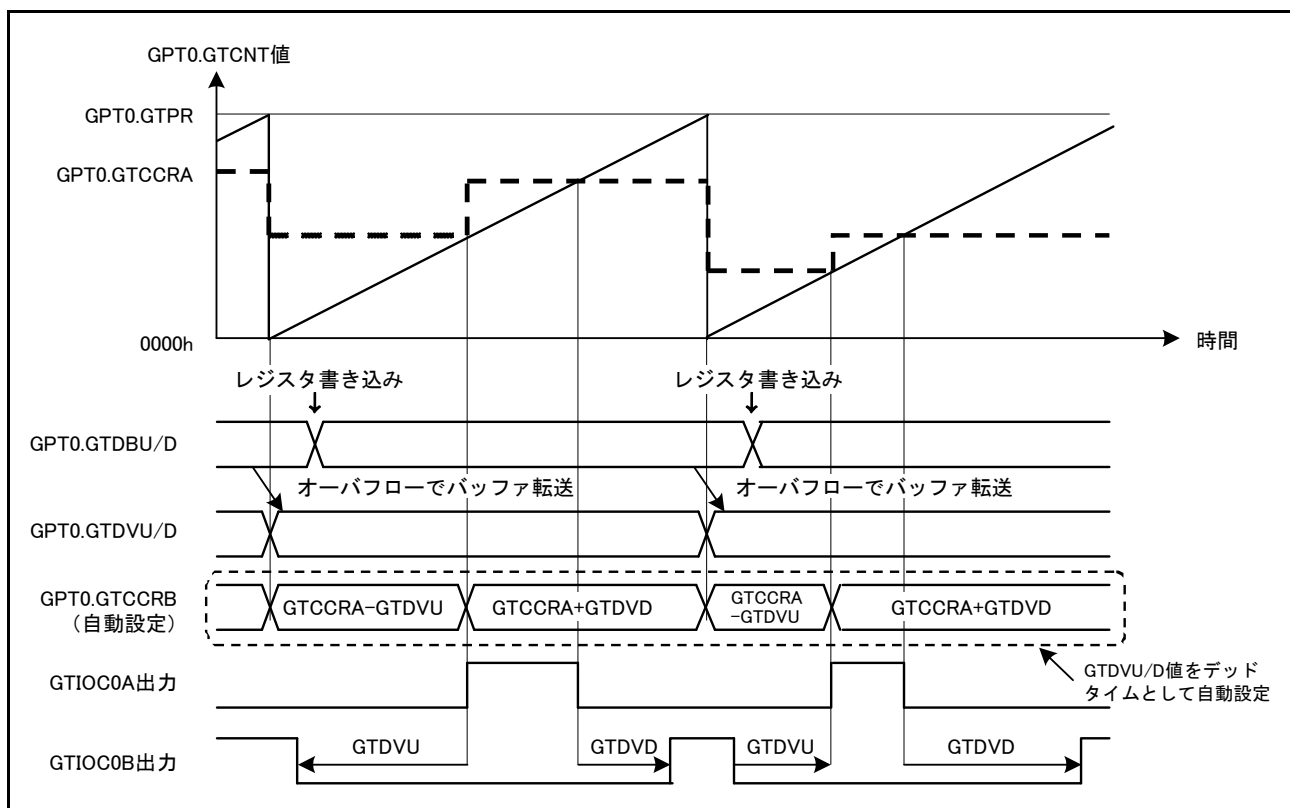 GPT0.GTCNT値
GPT0.GTPR
GPT0.GTCCRA
0000h
時間
レジスタ書き込み
レジスタ書き込み
GPT0.GTDBU/D
オーバフローでバッファ転送
オーバフローでバッファ転送
GPT0.GTDVU/D
GPT0.GTCCRB
（自動設定）
GTCCRA−GTDVU
GTCCRA+GTDVD
GTCCRA
−GTDVU
GTCCRA+GTDVD
GTDVU/D値をデッド
タイムとして自動設定
GTIOC0A出力
GTIOC0B出力
GTDVU
GTDVD
GTDVU
GTDVD